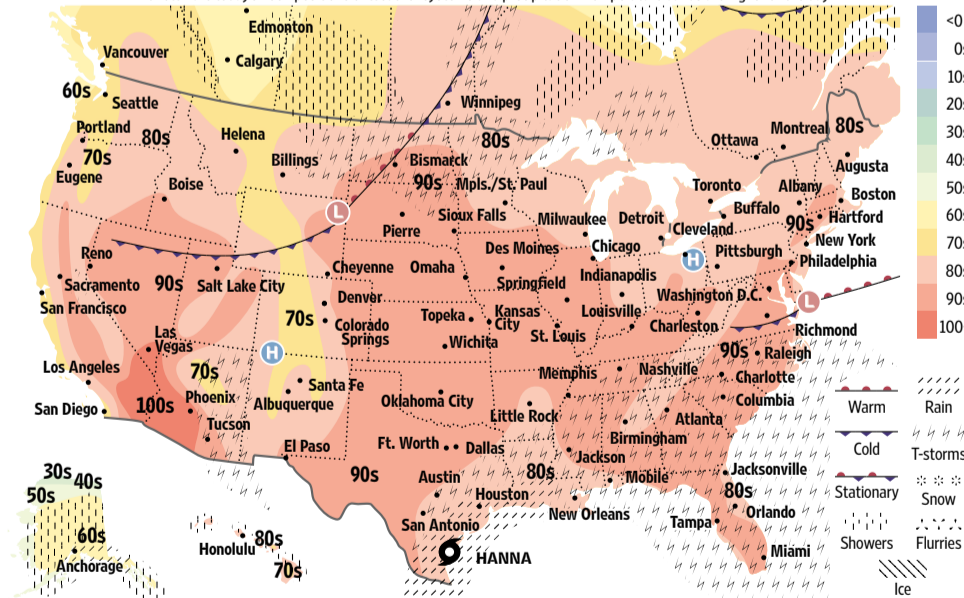 Edmonton
Vancouver
Calgary
60s
Seattle
Winnipeg
Portland
80s
Helena
80s
Ottawa
Montreal
80s
70s
Eugene
Billings
Bismarck
Augusta
Boise
90s
Mpls./St. Paul
Toronto
Albany
Boston
L
Sioux Falls
Milwaukee
Detroit
Buffalo
90s
Hartford
Pierre
Cleveland
New York
Reno
Des Moines
Chicago
Pittsburgh
Philadelphia
Sacramento
90s
Salt Lake City
Cheyenne
Omaha
Springfield
Indianapolis
H
San Francisco
Denver
Washington D.C.
L
70s
Colorado
Springs
Topeka
Kansas
City
St. Louis
Louisville
Charleston
Richmond
Las
Vegas
H
Wichita
90s
Raleigh
Los Angeles
70s
Santa Fe
Memphis
Nashville
Charlotte
San Diego
100s
Phoenix
Albuquerque
Oklahoma City
Little Rock
Columbia
Tucson
Atlanta
El Paso
Ft. Worth
Dallas
Birmingham
Jackson
30s
40s
90s
Austin
80s
Mobile
Jacksonville
50s
Houston
80s
Orlando
San Antonio
New Orleans
Tampa
60s
Honolulu
80s
HANNA
Miami
Anchorage
70s
<0
0s
10s
20s
30s
40s
50s
60s
70s
80s
90s
100s
Warm
Rain
Cold
T-storms
Stationary
Snow
Showers
Flurries
Ice